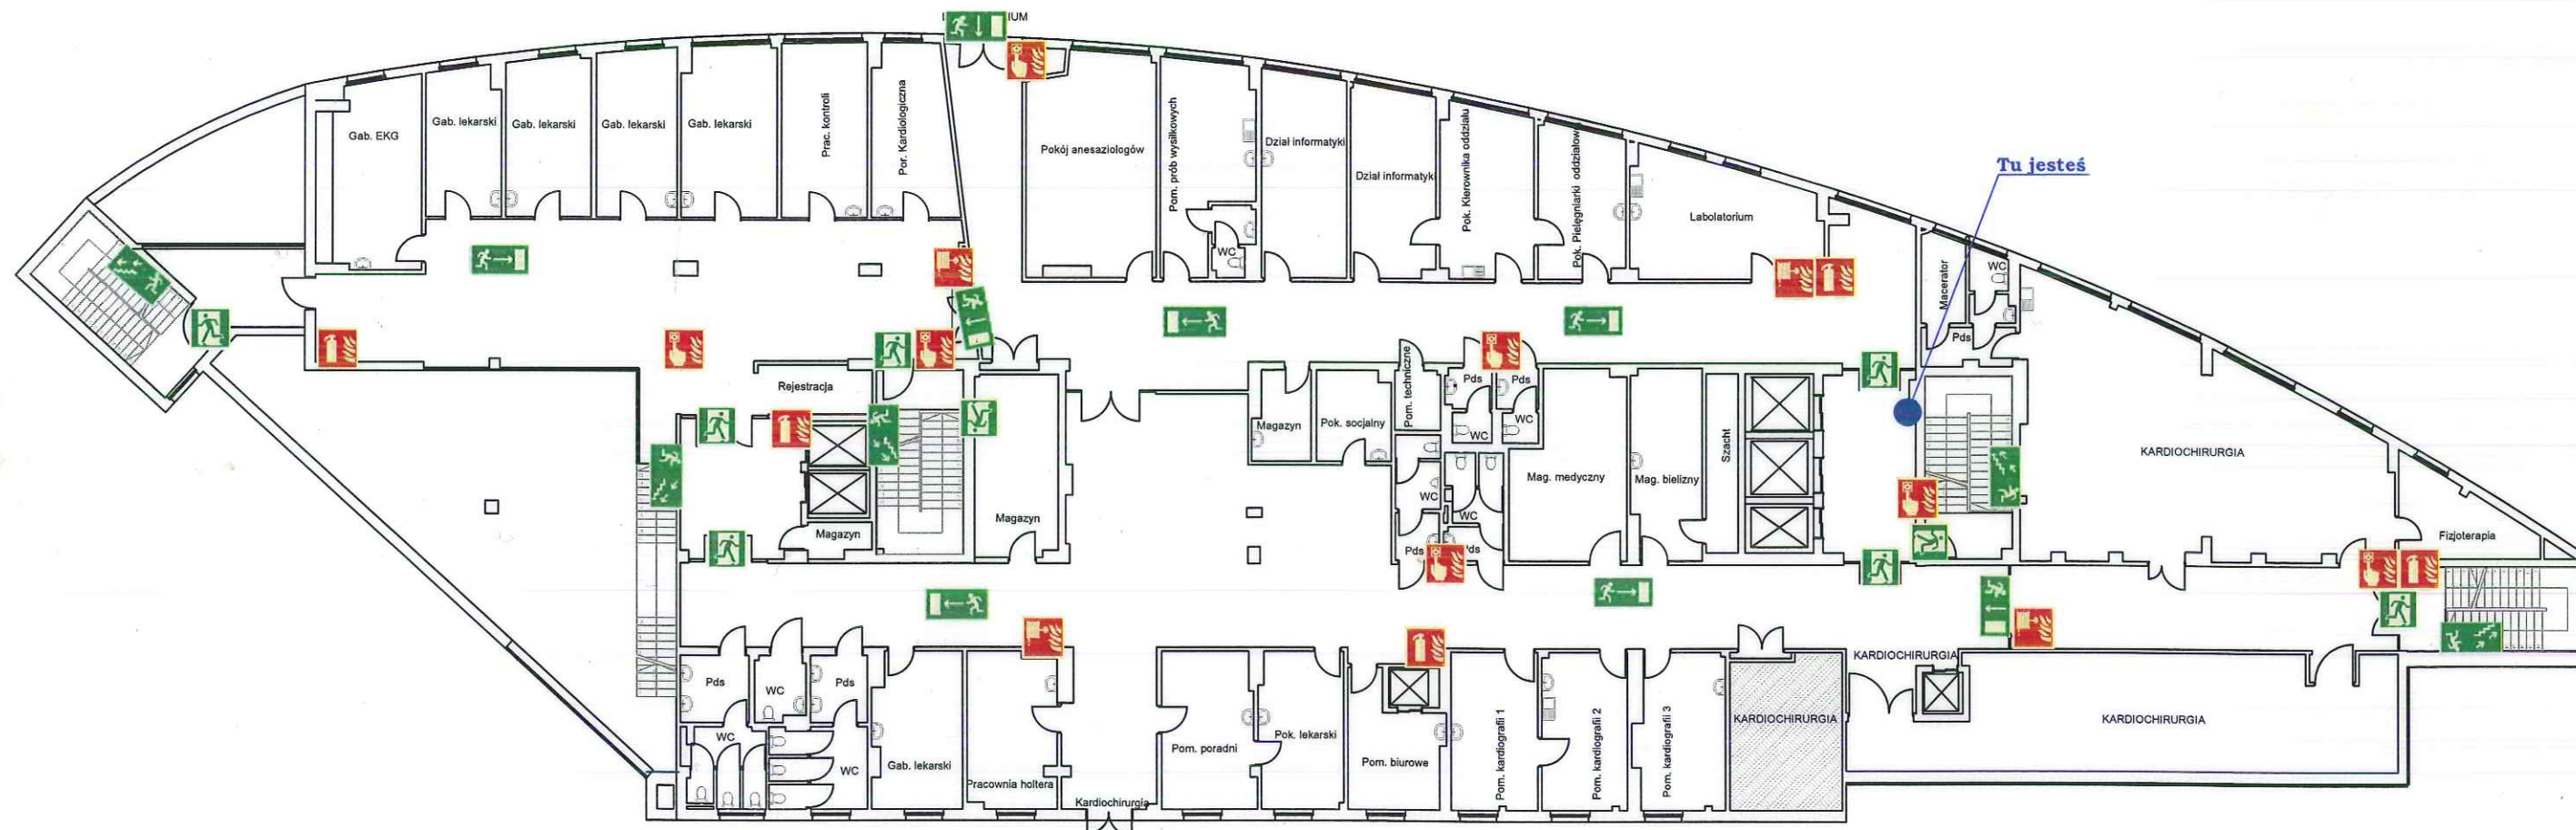 IUM
Tu jesteś
Gab. EKG
Gab. lekarski
Gab. lekarski
Gab. lekarski
Gab. lekarski
Prac. kontroli
Por. Kardiologiczna
Pokój anesaziologów
Pom. prób wysiłkowych
WC
Dział informatyki
Dział informatyki
Pok. Kierownika oddziału
Pok. Pielęgniarki oddziałowej
Labolatorium
Macerator
WC
Pds
Rejestracja
Magazyn
Magazyn
Magazyn
Pok. socjalny
Pom. techniczne
Pds
Pds
WC
WC
WC
WC
Pds
Pds
Mag. medyczny
Mag. bielizny
Szacht
KARDIOCHIRURGIA
Fizjoterapia
Pds
WC
Pds
WC
WC
Gab. lekarski
Pracownia holtera
Kardiochirurgia
Pom. poradni
Pok. lekarski
Pom. biurowe
Pom. kardiografii 1
Pom. kardiografii 2
Pom. kardiografii 3
KARDIOCHIRURGIA
KARDIOCHIRURGIA
KARDIOCHIRURGIA